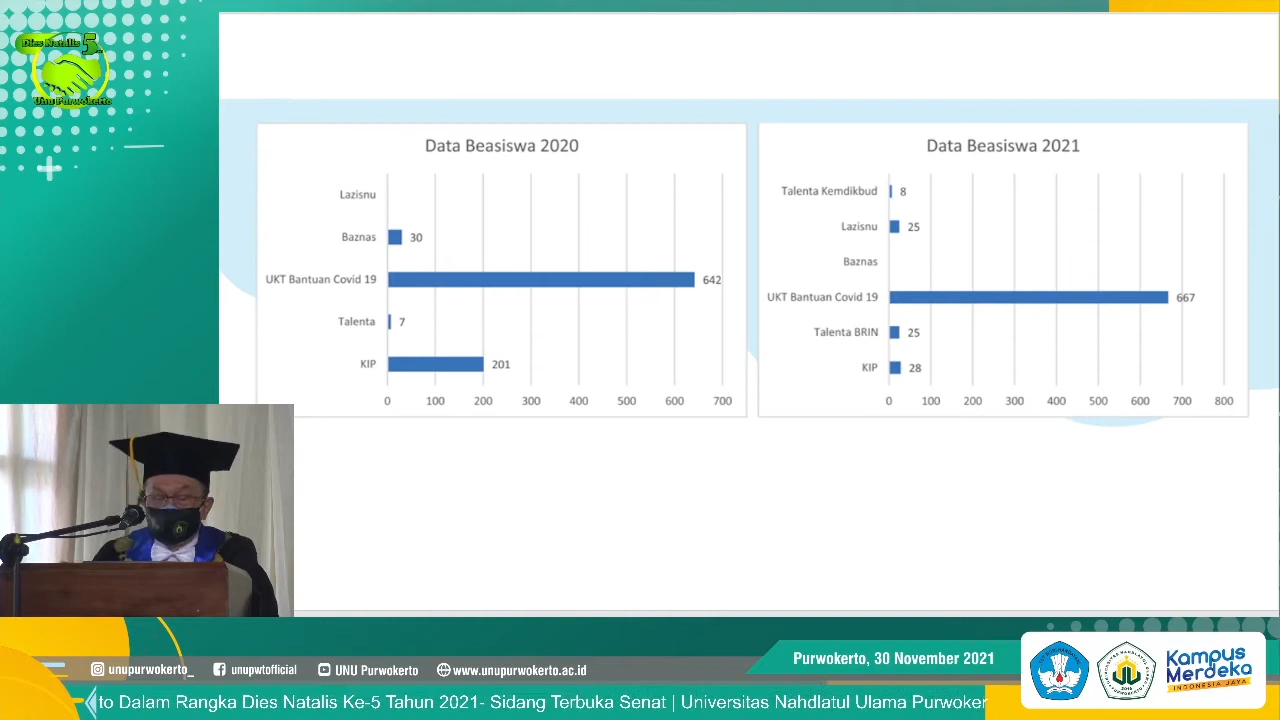 Dies Natalis 5
Unu Purwokerto
Data Beasiswa 2020
Lazisnu
Baznas 30
UKT Bantuan Covid 19 642
Talenta 7
KIP 201
0 100 200 300 400 500 600 700
Data Beasiswa 2021
Talenta Kemdikbud 8
Lazisnu 25
Baznas
UKT Bantuan Covid 19 667
Talenta BRIN 25
KIP 28
0 100 200 300 400 500 600 700 800
Purwokerto, 30 November 2021
unupurwokerto_ unupwtofficial UNU Purwokerto www.unupurwokerto.ac.id
to Dalam Rangka Dies Natalis Ke-5 Tahun 2021- Sidang Terbuka Senat | Universitas Nahdlatul Ulama Purwoker
Kampus
Merdeka
INDONESIA JAYA